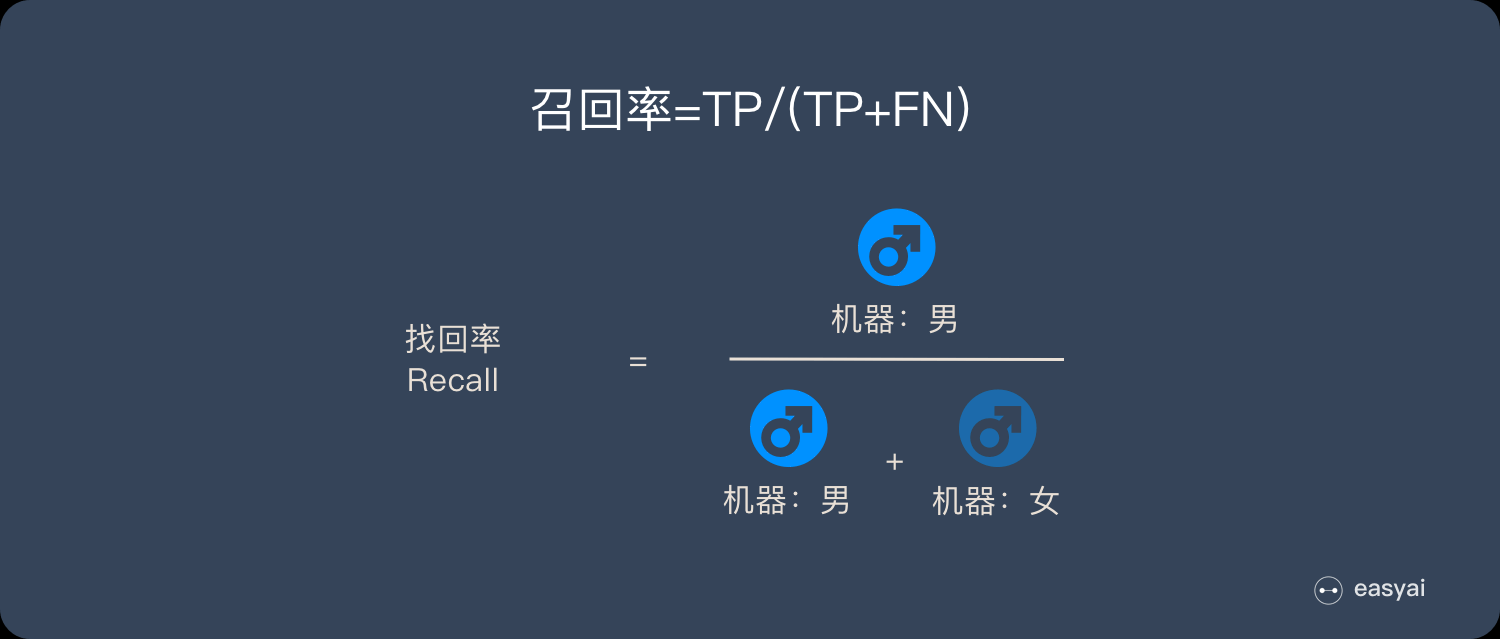 召回率=TP/(TP+FN)
找回率
Recall
=
机器：男
机器：男
+
机器：女
easyai